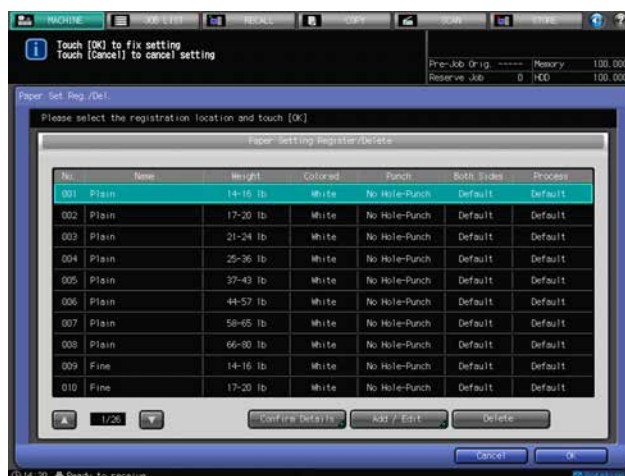 MACHINE JOB LIST RECALL COPY SCAN STORE
Touch [OK] to fix setting
Touch [Cancel] to cancel setting
Pre-Job Orig. ----- Memory 100.00
Reserve Job 0 HDD 100.00
Paper Set Reg./Del.
Please select the registration location and touch [OK]
Paper Setting Register/Delete
No. Name Weight Colored Punch Both Sides Process
001 Plain 14-16 lb White No Hole-Punch Default Default
002 Plain 17-20 lb White No Hole-Punch Default Default
003 Plain 21-24 lb White No Hole-Punch Default Default
004 Plain 25-36 lb White No Hole-Punch Default Default
005 Plain 37-43 lb White No Hole-Punch Default Default
006 Plain 44-57 lb White No Hole-Punch Default Default
007 Plain 58-65 lb White No Hole-Punch Default Default
008 Plain 66-80 lb White No Hole-Punch Default Default
009 Fine 14-16 lb White No Hole-Punch Default Default
010 Fine 17-20 lb White No Hole-Punch Default Default
1/26 Confirm Details Add / Edit Delete
Cancel OK
14:20 Ready to receive